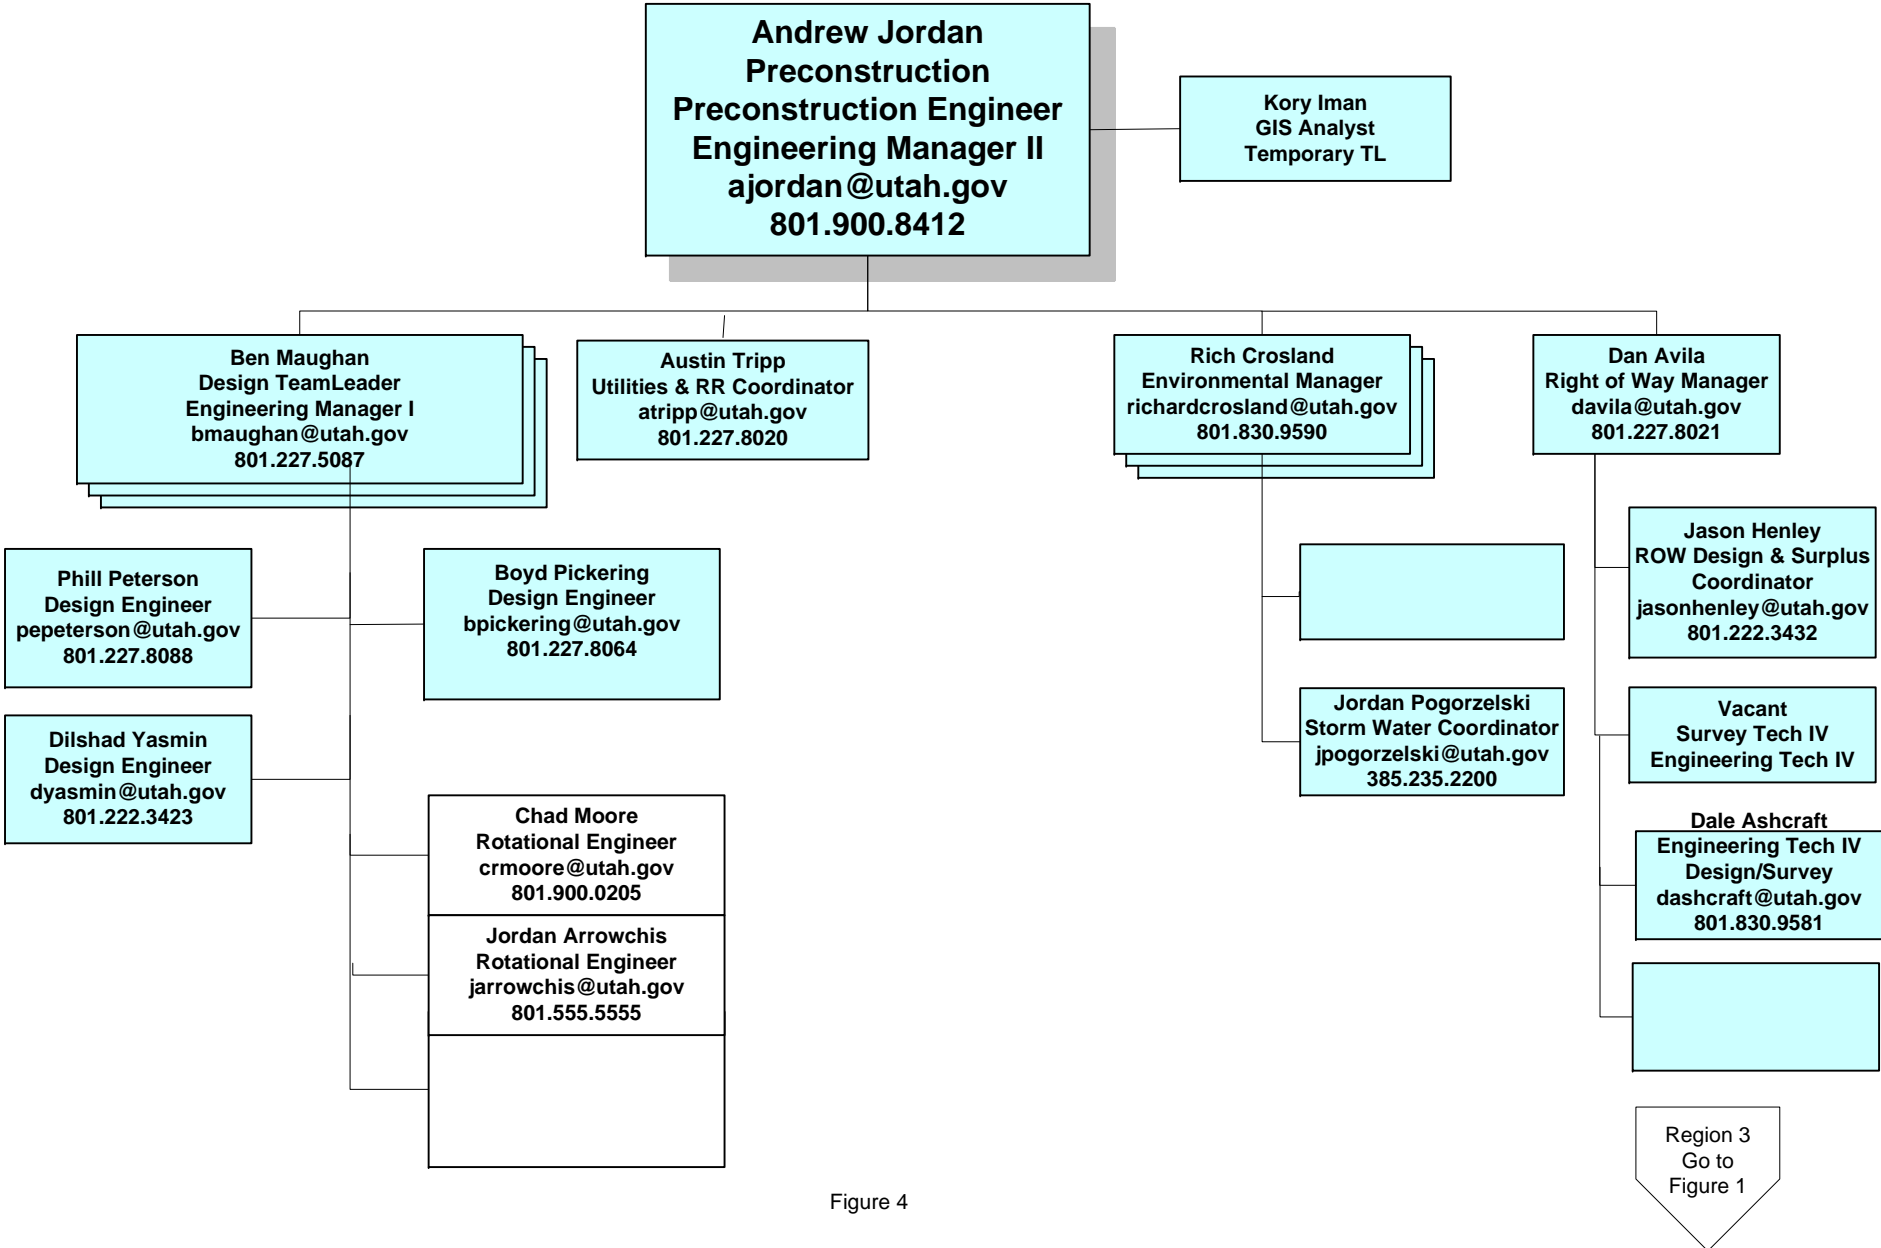 Andrew Jordan
Preconstruction
Preconstruction Engineer
Engineering Manager II
ajordan@utah.gov
801.900.8412
Kory Iman
GIS Analyst
Temporary TL
Ben Maughan
Design TeamLeader
Engineering Manager I
bmaughan@utah.gov
801.227.5087
Austin Tripp
Utilities & RR Coordinator
atripp@utah.gov
801.227.8020
Rich Crosland
Environmental Manager
richardcrosland@utah.gov
801.830.9590
Dan Avila
Right of Way Manager
davila@utah.gov
801.227.8021
Phill Peterson
Design Engineer
pepeterson@utah.gov
801.227.8088
Boyd Pickering
Design Engineer
bpickering@utah.gov
801.227.8064
Jason Henley
ROW Design & Surplus
Coordinator
jasonhenley@utah.gov
801.222.3432
Dilshad Yasmin
Design Engineer
dyasmin@utah.gov
801.222.3423
Jordan Pogorzelski
Storm Water Coordinator
jpogorzelski@utah.gov
385.235.2200
Vacant
Survey Tech IV
Engineering Tech IV
Chad Moore
Rotational Engineer
crmoore@utah.gov
801.900.0205
Dale Ashcraft
Engineering Tech IV
Design/Survey
dashcraft@utah.gov
801.830.9581
Jordan Arrowchis
Rotational Engineer
jarrowchis@utah.gov
801.555.5555
Region 3
Go to
Figure 1
Figure 4